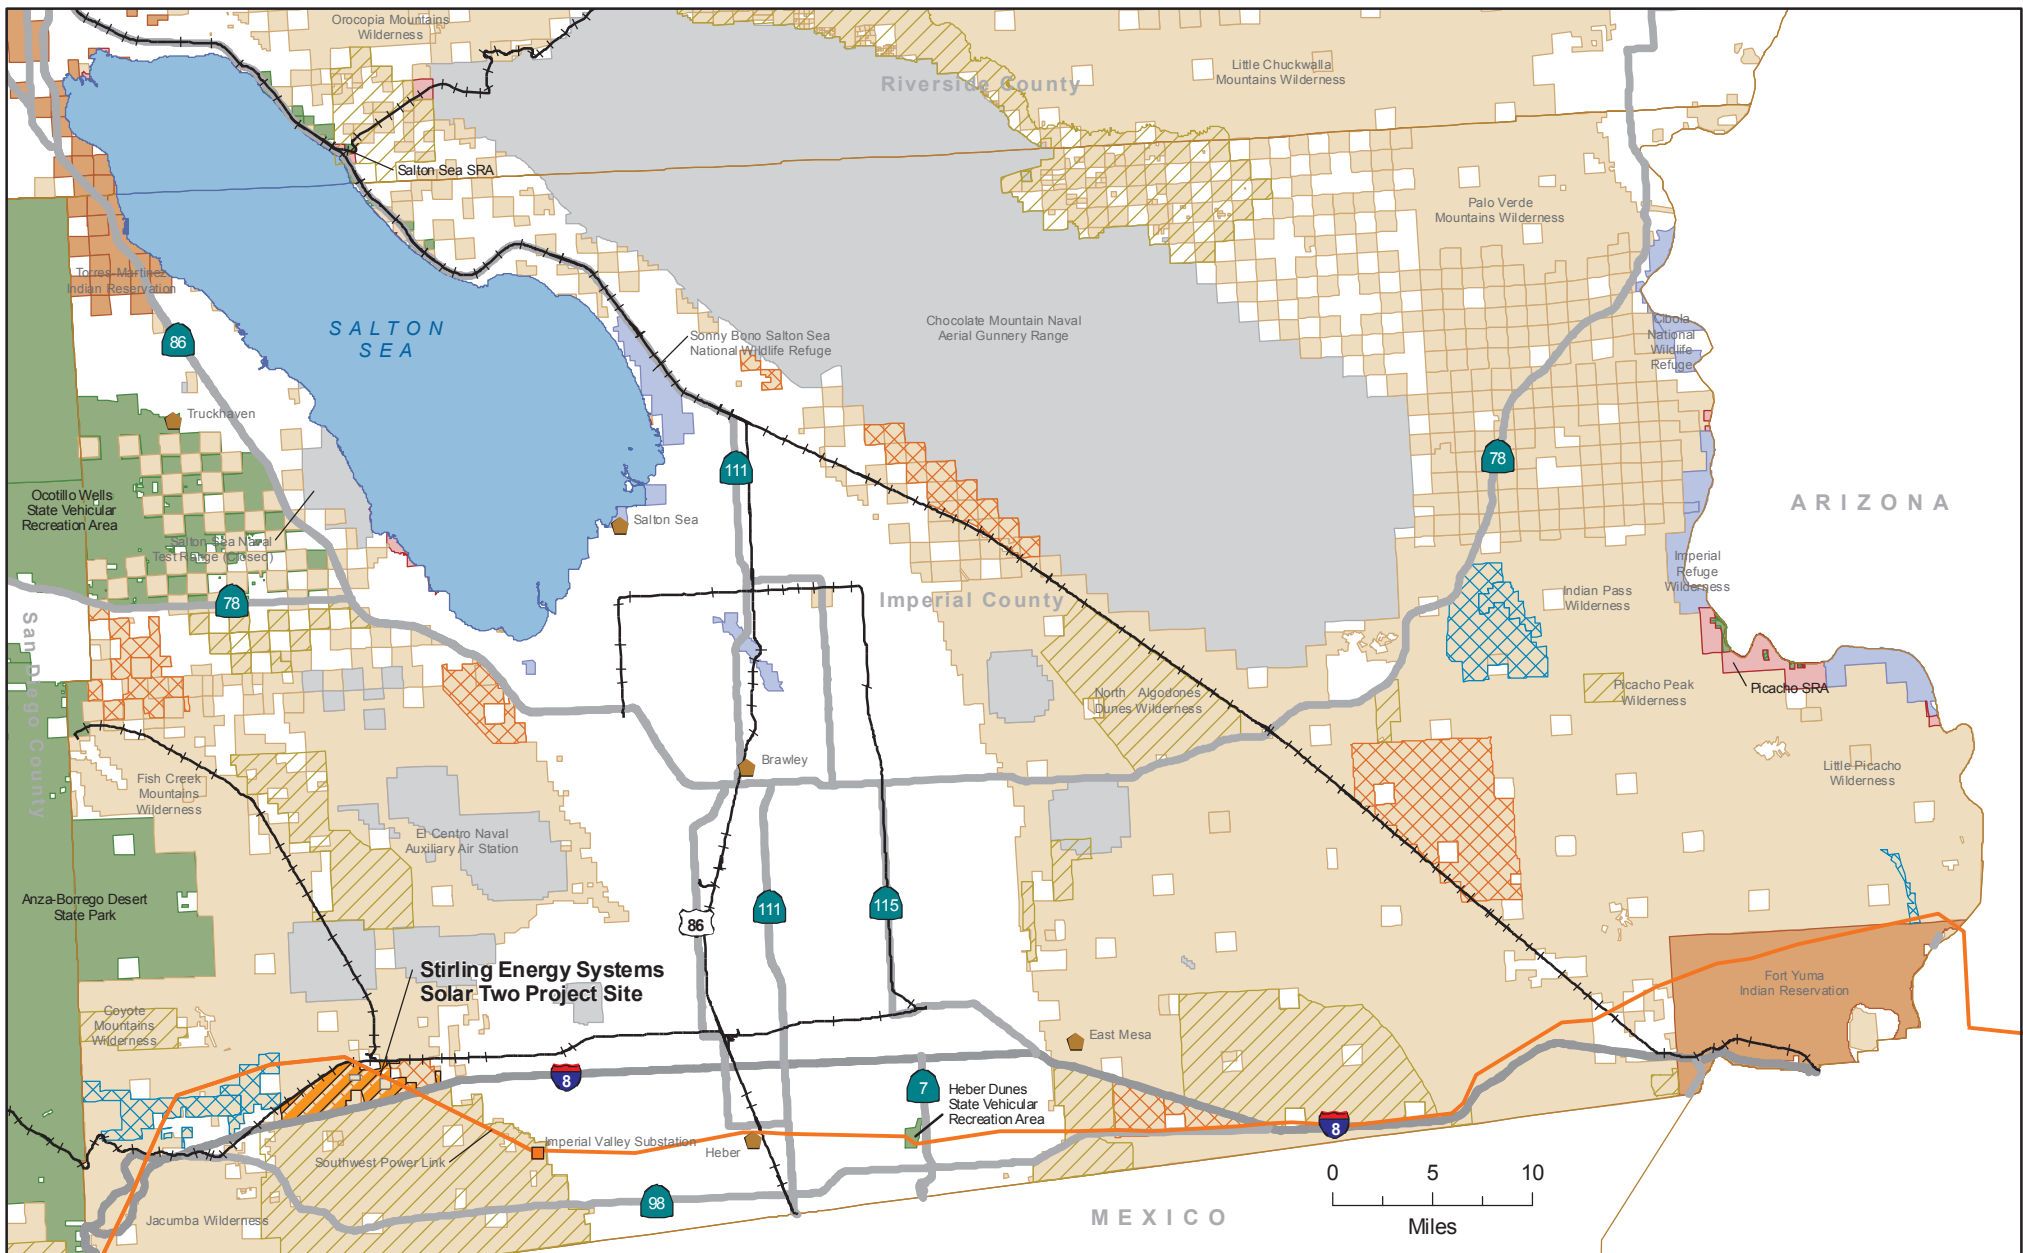 Orocopia Mountains
Wilderness
Riverside County
Little Chuckwalla
Mountains Wilderness
Salton Sea SRA
Palo Verde
Mountains Wilderness
Torres-Martinez
Indian Reservation
SALTON
SEA
86
Sonny Bono Salton Sea
National Wildlife Refuge
Chocolate Mountain Naval
Aerial Gunnery Range
Cibola
National
Wildlife
Refuge
Truckhaven
111
78
Ocotillo Wells
State Vehicular
Recreation Area
Salton Sea
ARIZONA
Salton Sea Naval
Test Range (Closed)
78
Imperial County
Imperial
Refuge
Wilderness
Indian Pass
Wilderness
San Diego County
North Algodones
Dunes Wilderness
Picacho Peak
Wilderness
Picacho SRA
Fish Creek
Mountains
Wilderness
Brawley
Little Picacho
Wilderness
El Centro Naval
Auxiliary Air Station
Anza-Borrego Desert
State Park
86
111
115
Stirling Energy Systems
Solar Two Project Site
Fort Yuma
Indian Reservation
Coyote
Mountains
Wilderness
East Mesa
8
7
Heber Dunes
State Vehicular
Recreation Area
8
Imperial Valley Substation
Heber
Southwest Power Link
98
Jacumba Wilderness
MEXICO
0 5 10
Miles